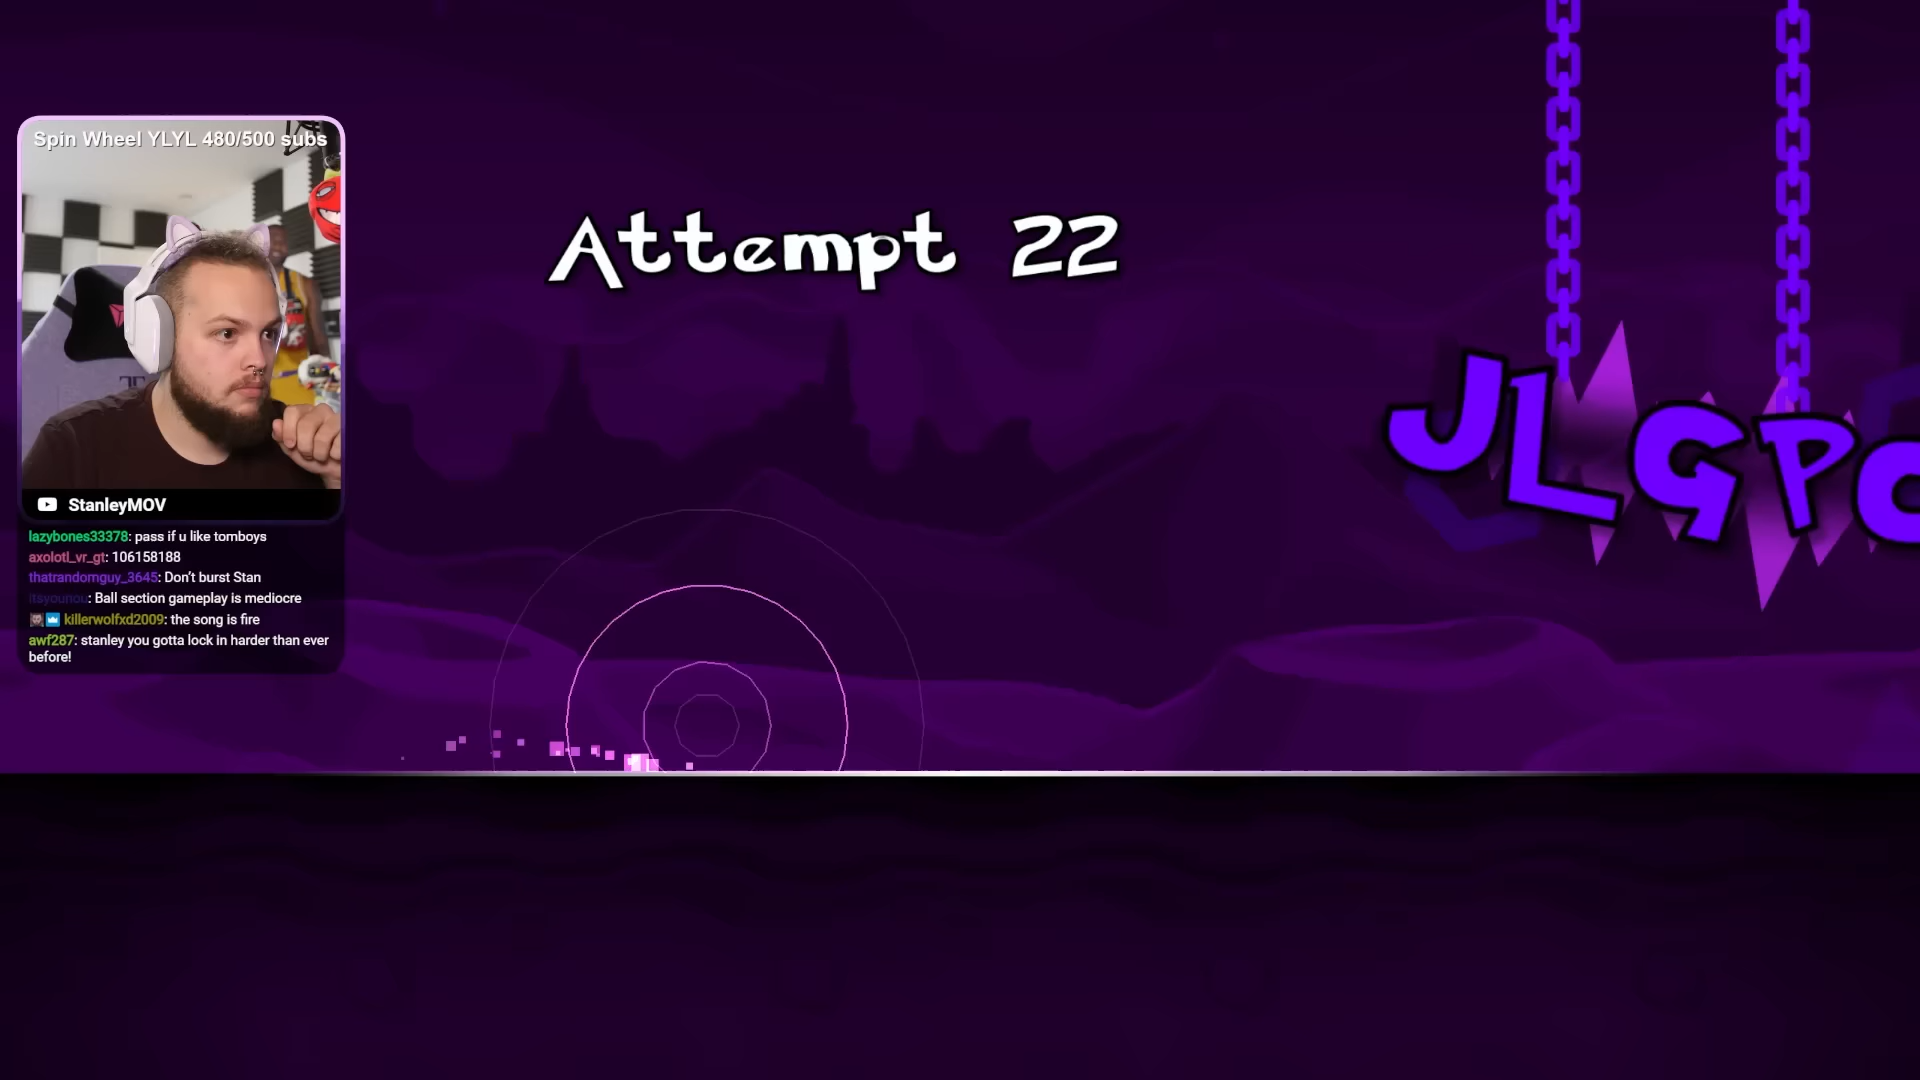 Spin Wheel YLYL 480/500 subs
Attempt 22
JLGPC
StanleyMOV
lazybones33378: pass if u like tomboys
axolotl_vr_gt: 106158188
thatrandomguy_3645: Don’t burst Stan
itsyounou: Ball section gameplay is mediocre
killerwolfxd2009: the song is fire
awf287: stanley you gotta lock in harder than ever
before!